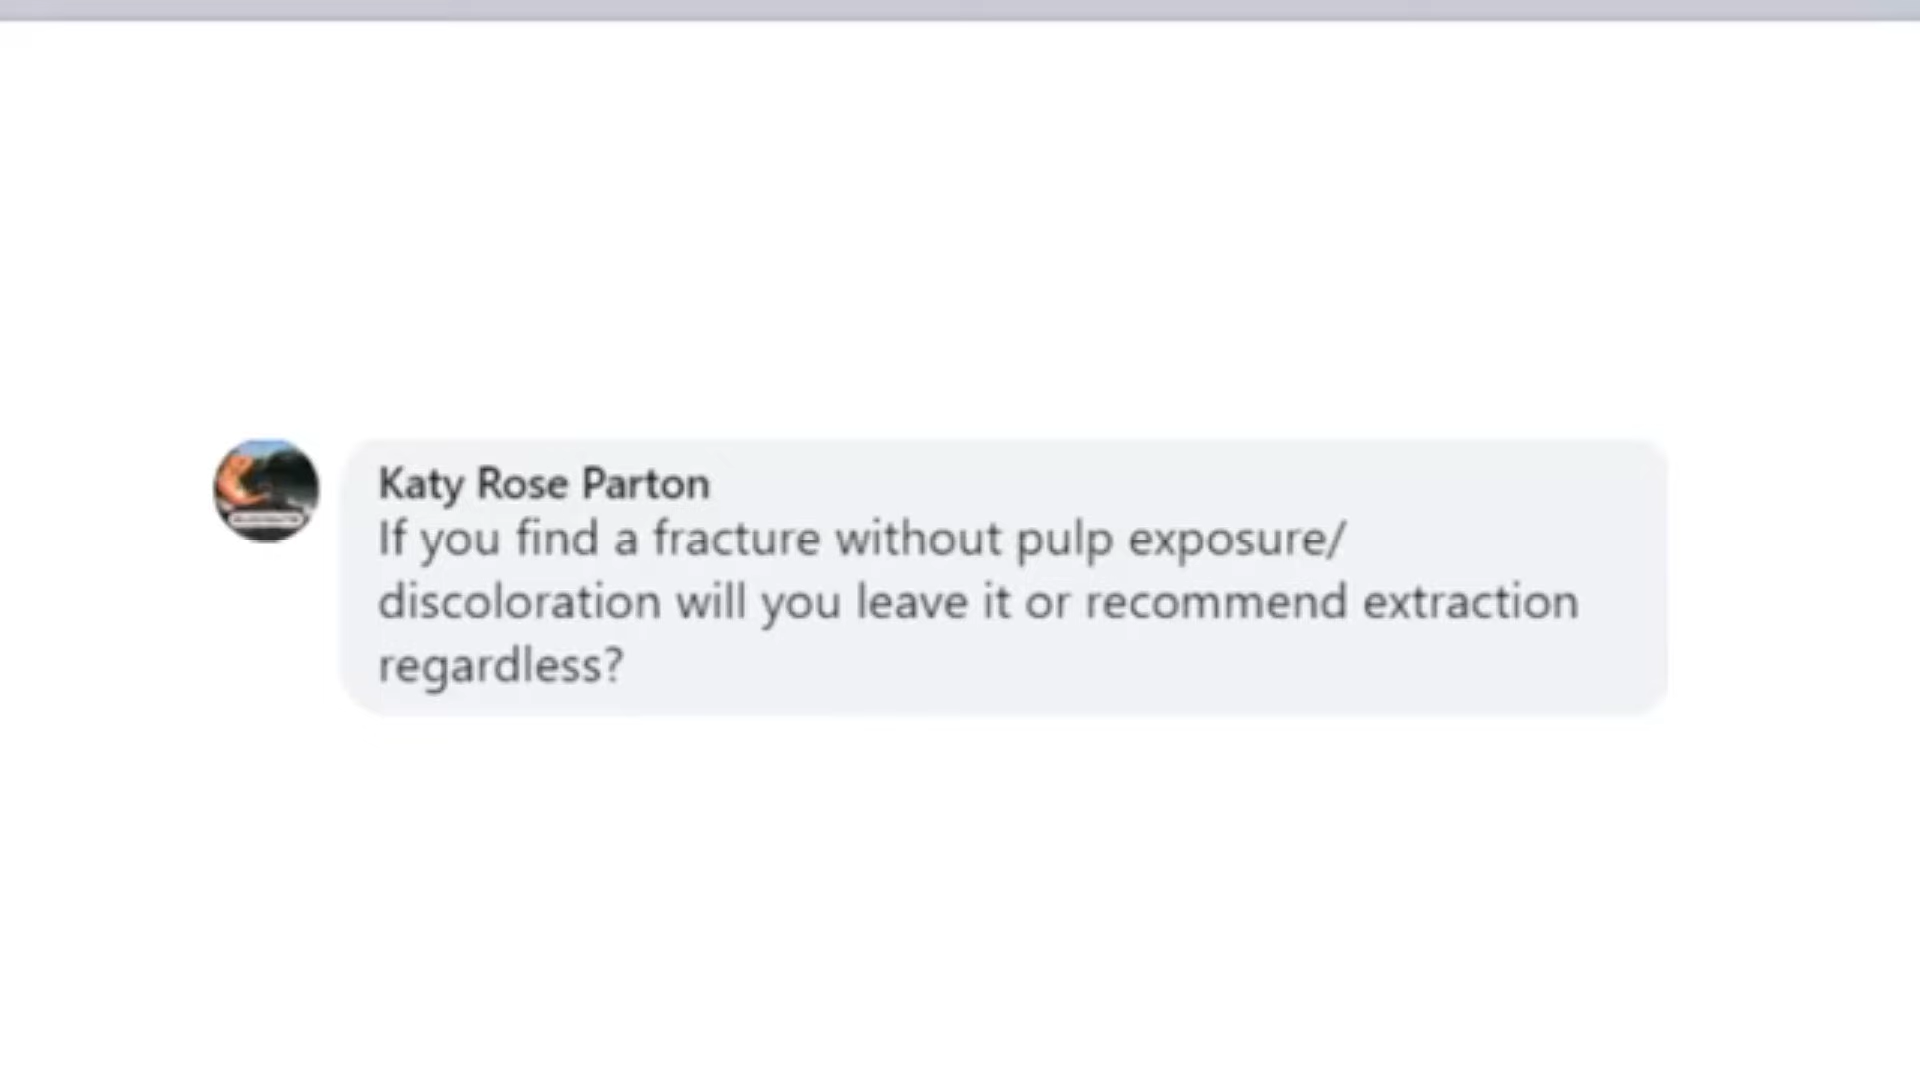 Katy Rose Parton
If you find a fracture without pulp exposure/
discoloration will you leave it or recommend extraction
regardless?